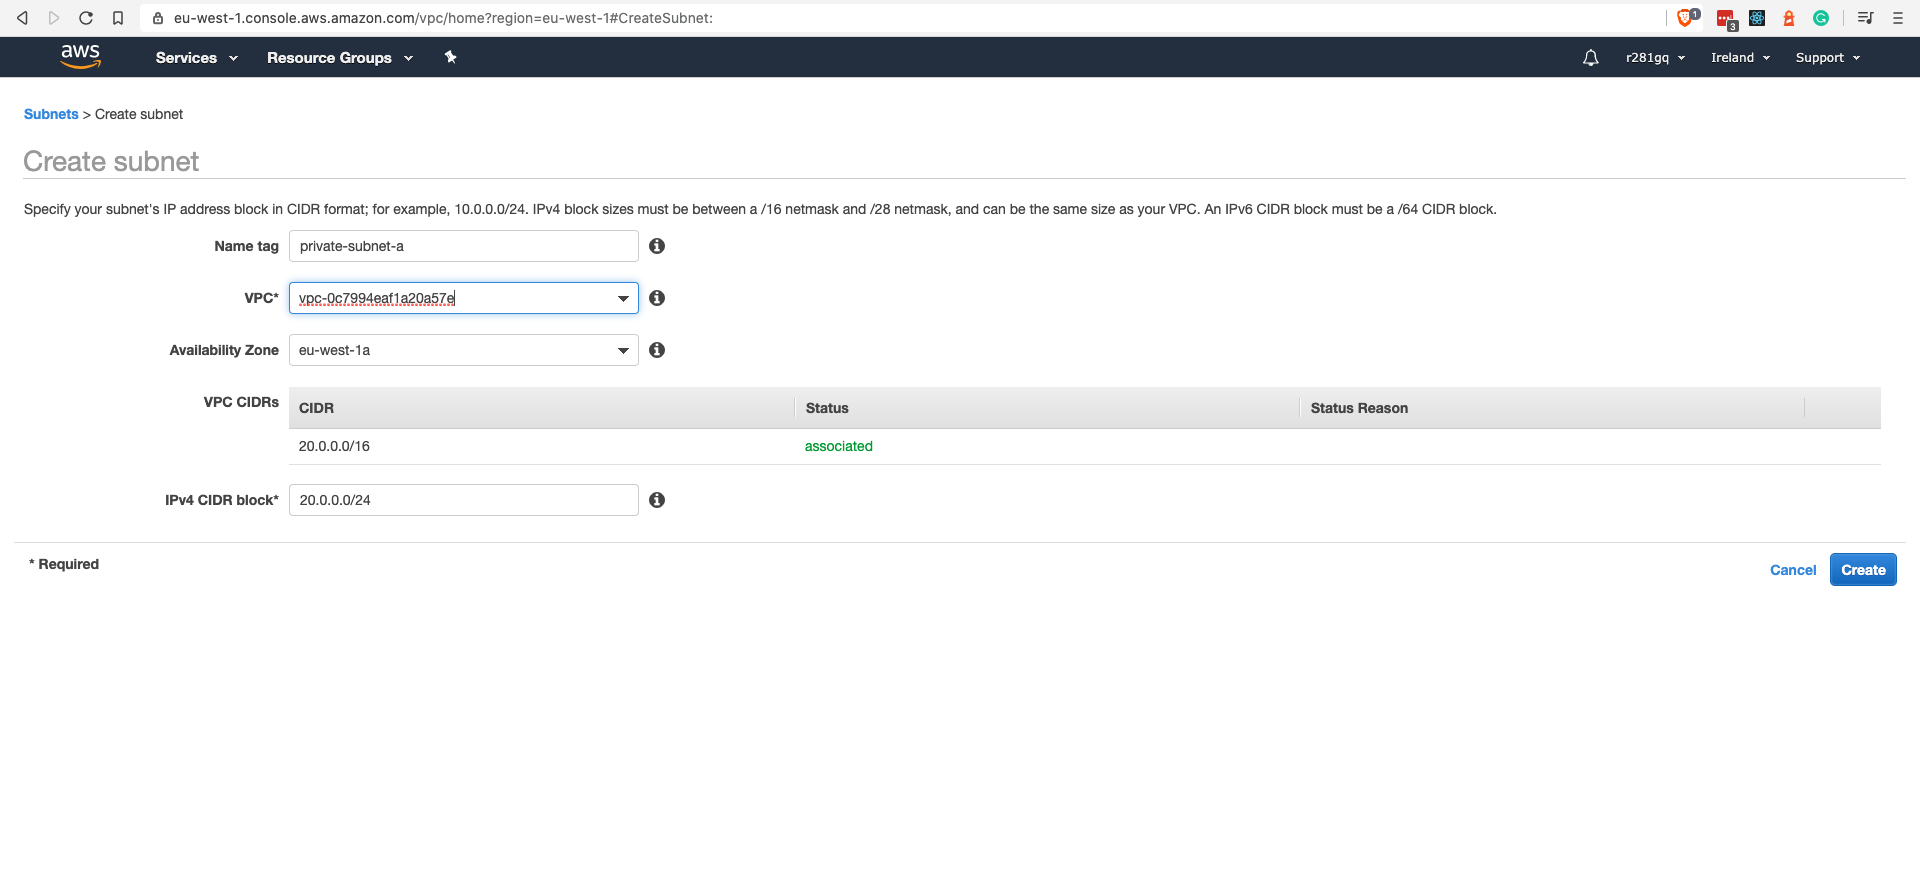 eu-west-1.console.aws.amazon.com/vpc/home?region=eu-west-1#CreateSubnet:
1
3
aws
Services
Resource Groups
r281gq
Ireland
Support
Subnets > Create subnet
Create subnet
Specify your subnet's IP address block in CIDR format; for example, 10.0.0.0/24. IPv4 block sizes must be between a /16 netmask and /28 netmask, and can be the same size as your VPC. An IPv6 CIDR block must be a /64 CIDR block.
Name tag private-subnet-a
VPC* vpc-0c7994eaf1a20a57e
Availability Zone eu-west-1a
VPC CIDRs CIDR Status Status Reason
20.0.0.0/16 associated
IPv4 CIDR block* 20.0.0.0/24
* Required
Cancel Create